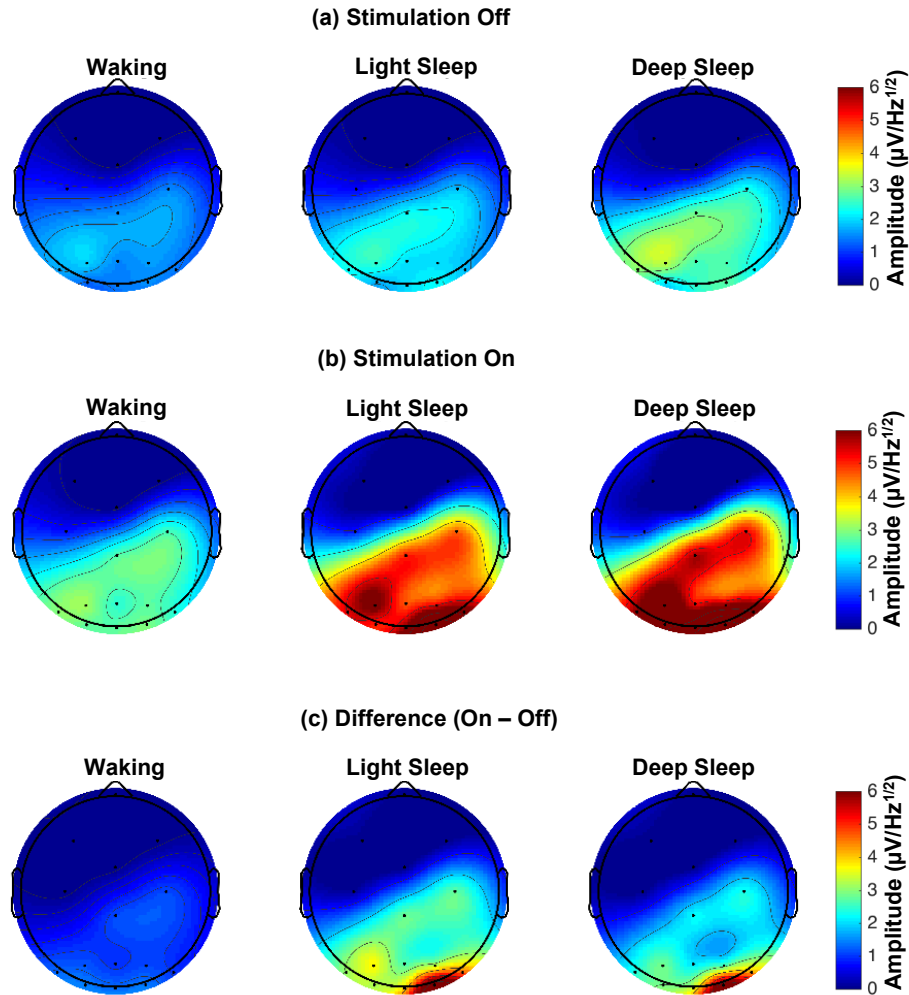 (a) Stimulation Off
Waking
Light Sleep
Deep Sleep
6
5
4
3
2
1
0
Amplitude (µV/Hz1/2)
(b) Stimulation On
Waking
Light Sleep
Deep Sleep
6
5
4
3
2
1
0
Amplitude (µV/Hz1/2)
(c) Difference (On – Off)
Waking
Light Sleep
Deep Sleep
6
5
4
3
2
1
0
Amplitude (µV/Hz1/2)